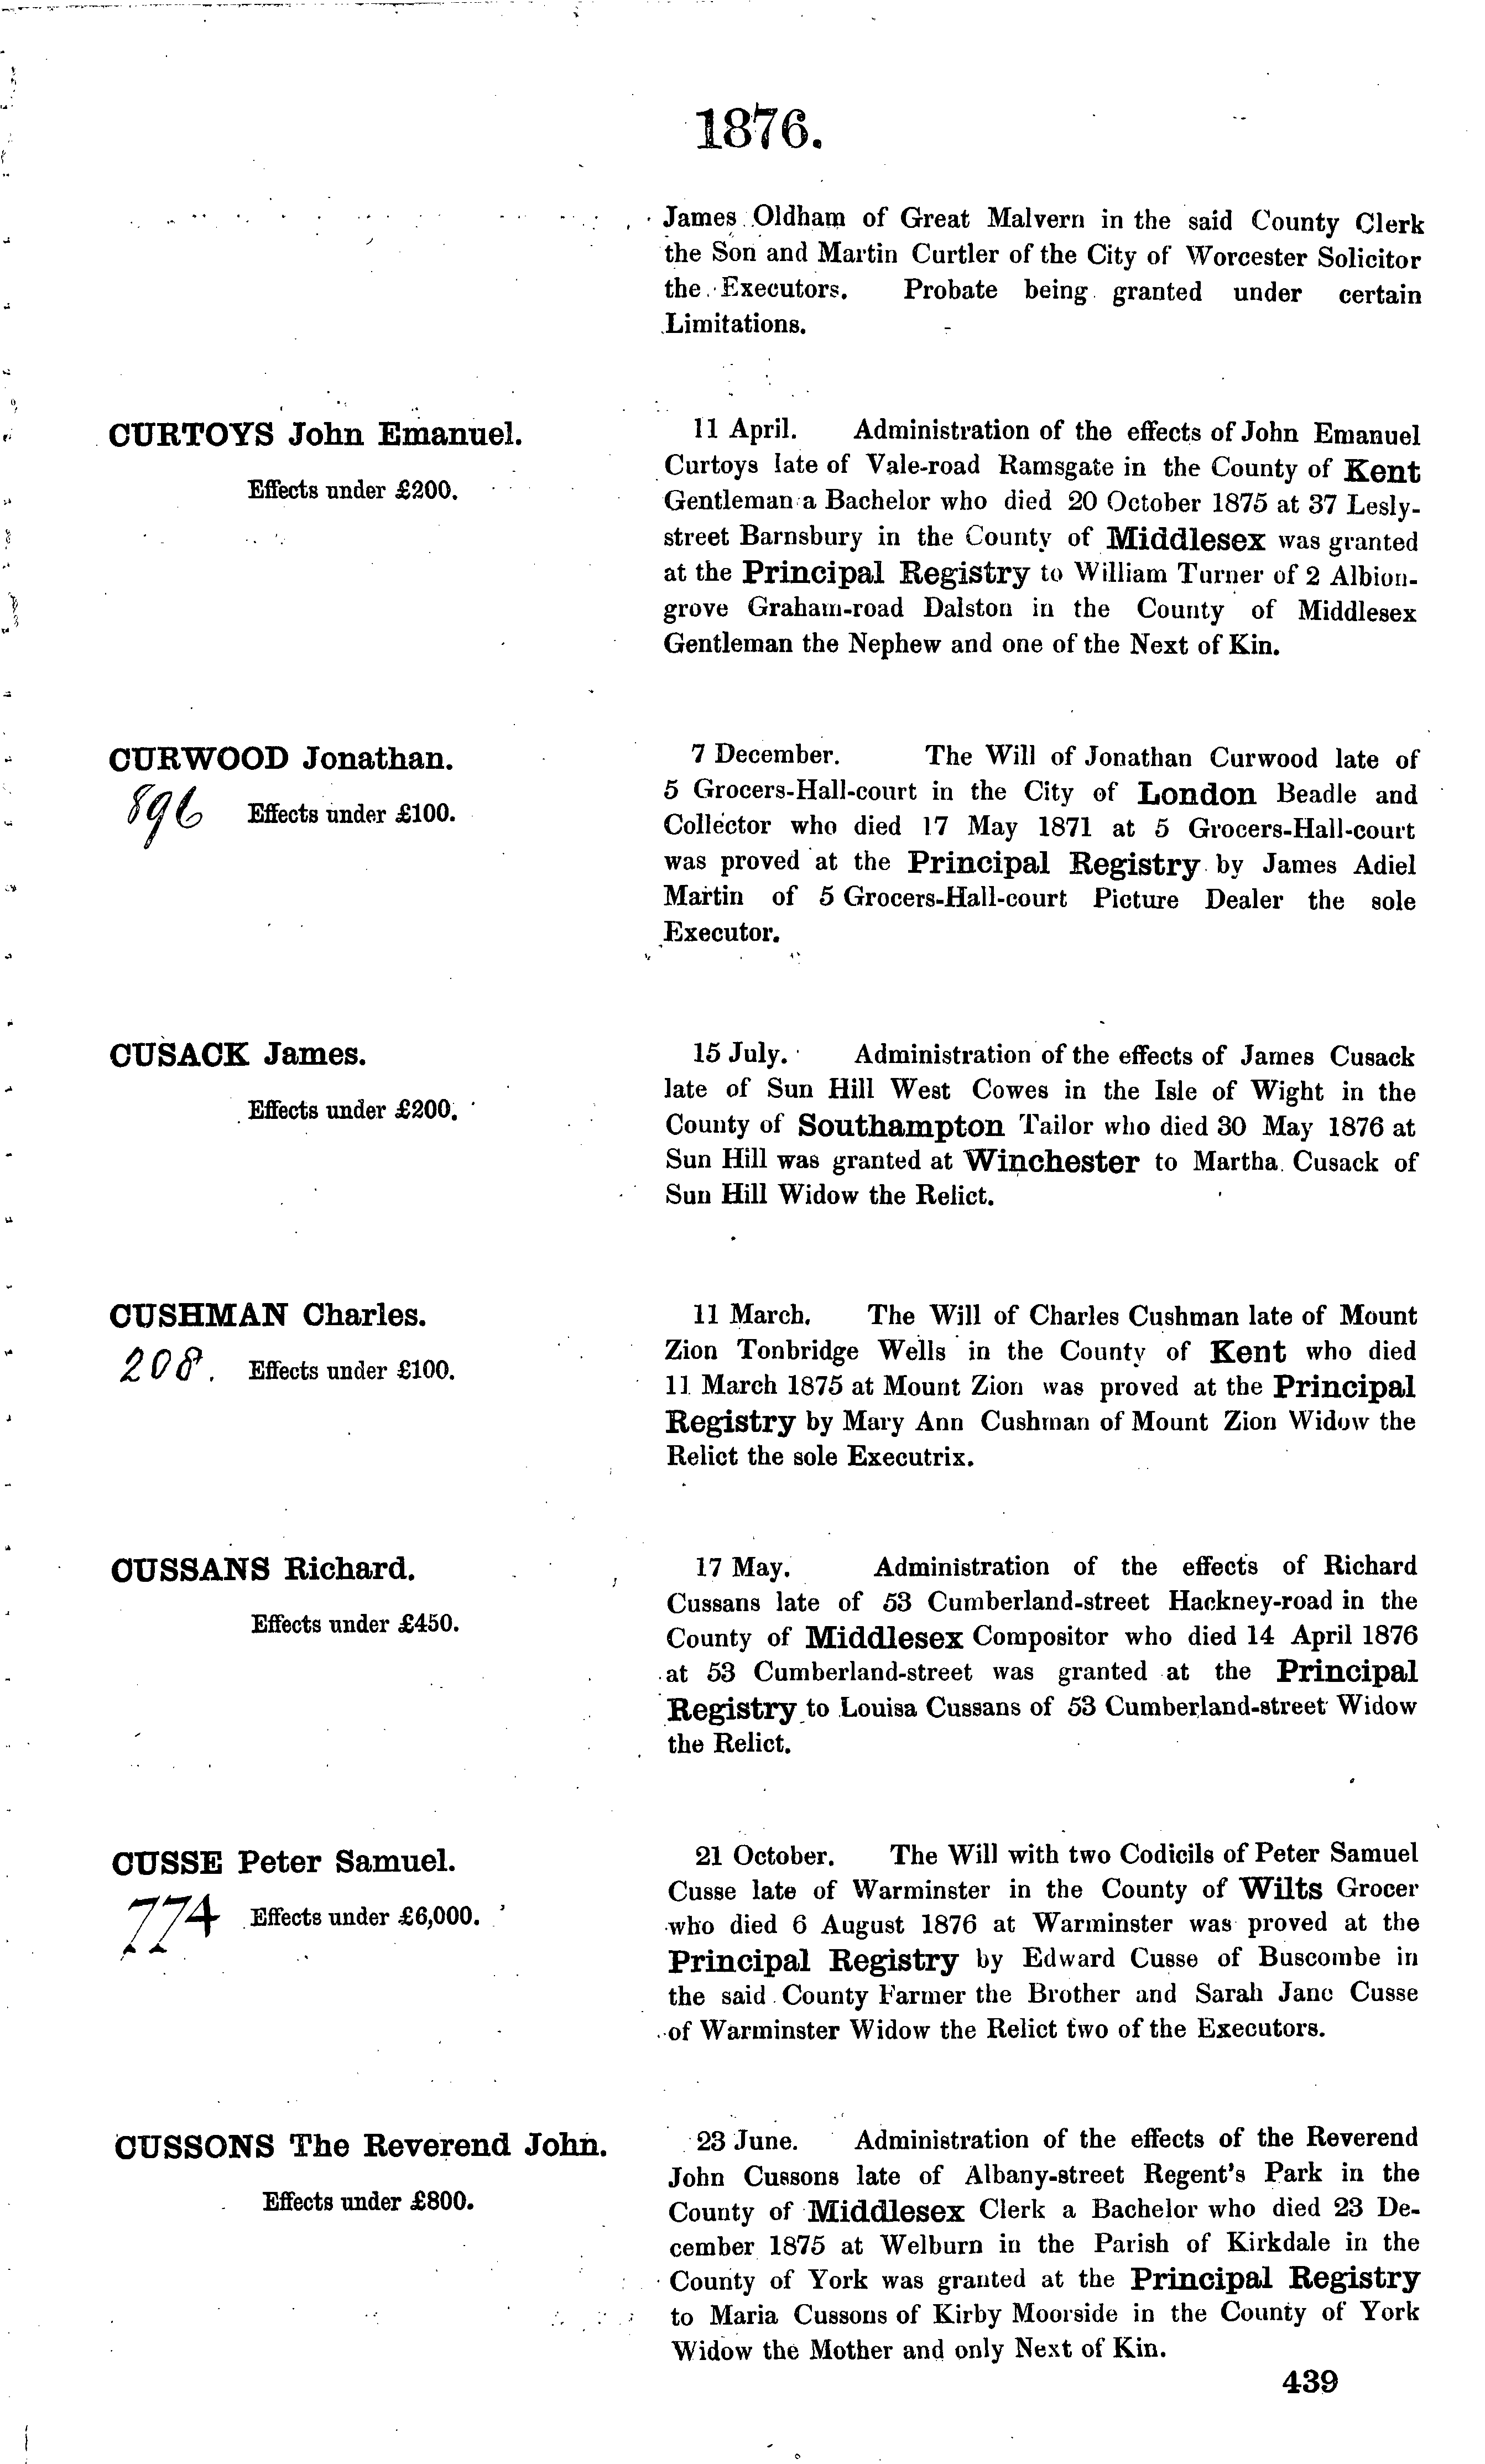 1876.
James Oldham of Great Malvern in the said County Clerk
the Son and Martin Curtler of the City of Worcester Solicitor
the Executors. Probate being granted under certain
Limitations.
CURTOYS John Emanuel.
Effects under £200.
11 April. Administration of the effects of John Emanuel
Curtoys late of Vale-road Ramsgate in the County of Kent
Gentleman a Bachelor who died 20 October 1875 at 37 Lesly-
street Barnsbury in the County of Middlesex was granted
at the Principal Registry to William Turner of 2 Albion-
grove Graham-road Dalston in the County of Middlesex
Gentleman the Nephew and one of the Next of Kin.
CURWOOD Jonathan.
896 Effects under £100.
7 December. The Will of Jonathan Curwood late of
5 Grocers-Hall-court in the City of London Beadle and
Collector who died 17 May 1871 at 5 Grocers-Hall-court
was proved at the Principal Registry by James Adiel
Martin of 5 Grocers-Hall-court Picture Dealer the sole
Executor.
CUSACK James.
Effects under £200.
15 July. Administration of the effects of James Cusack
late of Sun Hill West Cowes in the Isle of Wight in the
County of Southampton Tailor who died 30 May 1876 at
Sun Hill was granted at Winchester to Martha Cusack of
Sun Hill Widow the Relict.
CUSHMAN Charles.
208. Effects under £100.
11 March. The Will of Charles Cushman late of Mount
Zion Tonbridge Wells in the County of Kent who died
11 March 1875 at Mount Zion was proved at the Principal
Registry by Mary Ann Cushman of Mount Zion Widow the
Relict the sole Executrix.
CUSSANS Richard.
Effects under £450.
17 May. Administration of the effects of Richard
Cussans late of 53 Cumberland-street Hackney-road in the
County of Middlesex Compositor who died 14 April 1876
at 53 Cumberland-street was granted at the Principal
Registry to Louisa Cussans of 53 Cumberland-street Widow
the Relict.
CUSSE Peter Samuel.
774 Effects under £6,000.
21 October. The Will with two Codicils of Peter Samuel
Cusse late of Warminster in the County of Wilts Grocer
who died 6 August 1876 at Warminster was proved at the
Principal Registry by Edward Cusse of Buscombe in
the said County Farmer the Brother and Sarah Jane Cusse
of Warminster Widow the Relict two of the Executors.
CUSSONS The Reverend John.
Effects under £800.
23 June. Administration of the effects of the Reverend
John Cussons late of Albany-street Regent's Park in the
County of Middlesex Clerk a Bachelor who died 23 De-
cember 1875 at Welburn in the Parish of Kirkdale in the
County of York was granted at the Principal Registry
to Maria Cussons of Kirby Moorside in the County of York
Widow the Mother and only Next of Kin.
439